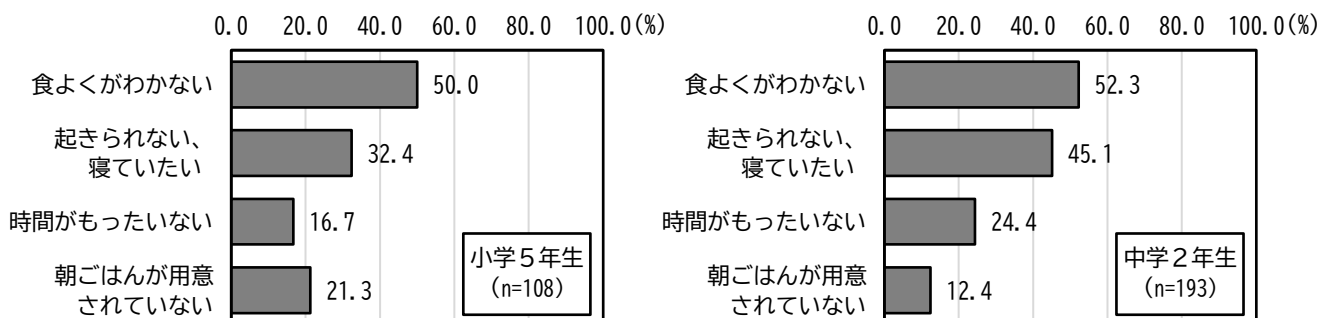 0.0 20.0 40.0 60.0 80.0 100.0(%)
食よくがわかない 50.0
起きられない、
寝ていたい 32.4
時間がもったいない 16.7
朝ごはんが用意
されていない 21.3
小学５年生
(n=108)
0.0 20.0 40.0 60.0 80.0 100.0(%)
食よくがわかない 52.3
起きられない、
寝ていたい 45.1
時間がもったいない 24.4
朝ごはんが用意
されていない 12.4
中学２年生
(n=193)